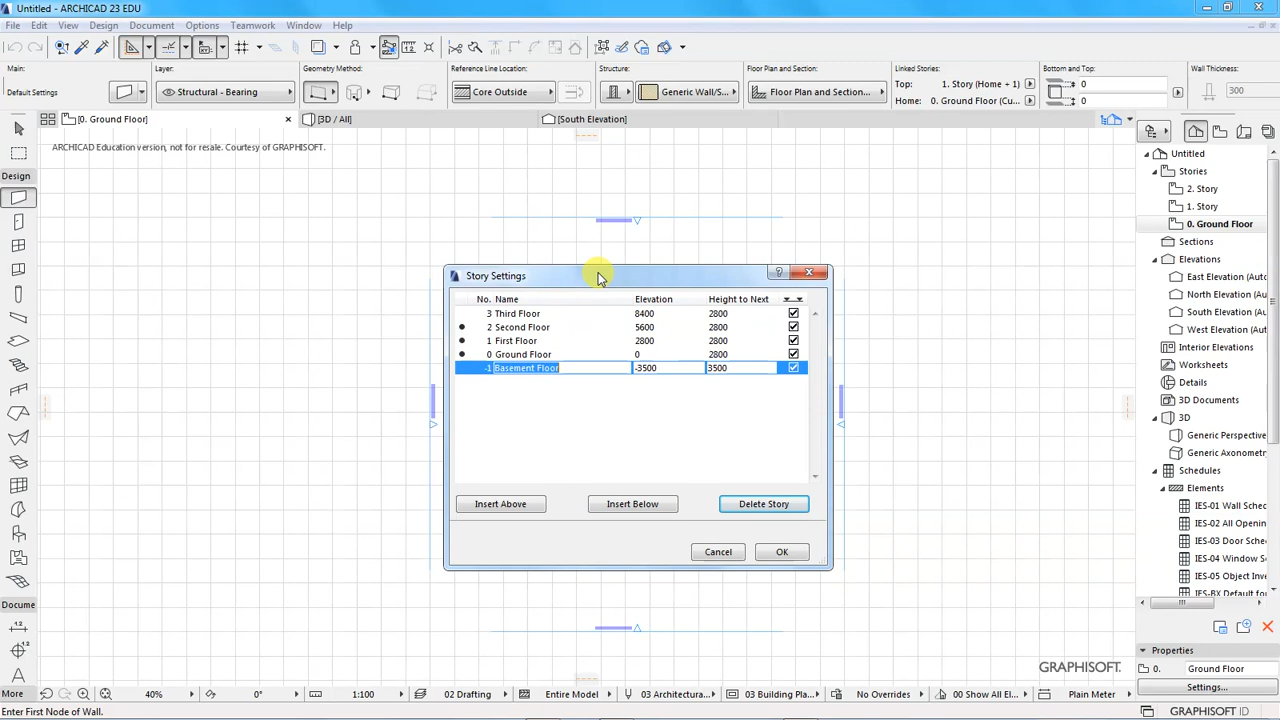 Untitled - ARCHICAD 23 EDU
File Edit View Design Document Options Teamwork Window Help
Main: Layer: Geometry Method: Reference Line Location: Structure: Floor Plan and Section: Linked Stories: Bottom and Top: Wall Thickness:
Default Settings Structural - Bearing Core Outside Generic Wall/S... Floor Plan and Section... Top: 1. Story (Home + 1) 0 300
Home: 0. Ground Floor (Cu... 0
[0. Ground Floor] [3D / All] [South Elevation]
ARCHICAD Education version, not for resale. Courtesy of GRAPHISOFT.
Design
Docume
More
Story Settings
No. Name Elevation Height to Next
3 Third Floor 8400 2800
2 Second Floor 5600 2800
1 First Floor 2800 2800
0 Ground Floor 0 2800
-1 Basement Floor -3500 3500
Insert Above Insert Below Delete Story
Cancel OK
Untitled
Stories
2. Story
1. Story
0. Ground Floor
Sections
Elevations
East Elevation (Aut
North Elevation (Au
South Elevation (Au
West Elevation (Au
Interior Elevations
Worksheets
Details
3D Documents
3D
Generic Perspective
Generic Axonometr
Schedules
Elements
IES-01 Wall Sched
IES-02 All Opening
IES-03 Door Sche
IES-04 Window S
IES-05 Object Inve
IES-BX Default for
Properties
0. Ground Floor
Settings...
GRAPHISOFT.
40% 0° 1:100 02 Drafting Entire Model 03 Architectura... 03 Building Pla... No Overrides 00 Show All El... Plain Meter
Enter First Node of Wall.
GRAPHISOFT ID